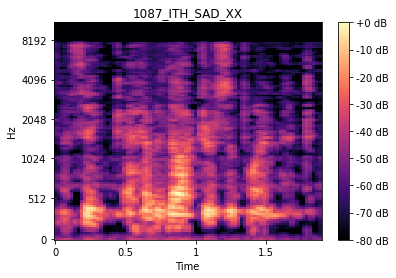 1087_ITH_SAD_XX
8192
4096
2048
1024
512
0
Hz
0
0.5
1
1.5
Time
+0 dB
-10 dB
-20 dB
-30 dB
-40 dB
-50 dB
-60 dB
-70 dB
-80 dB